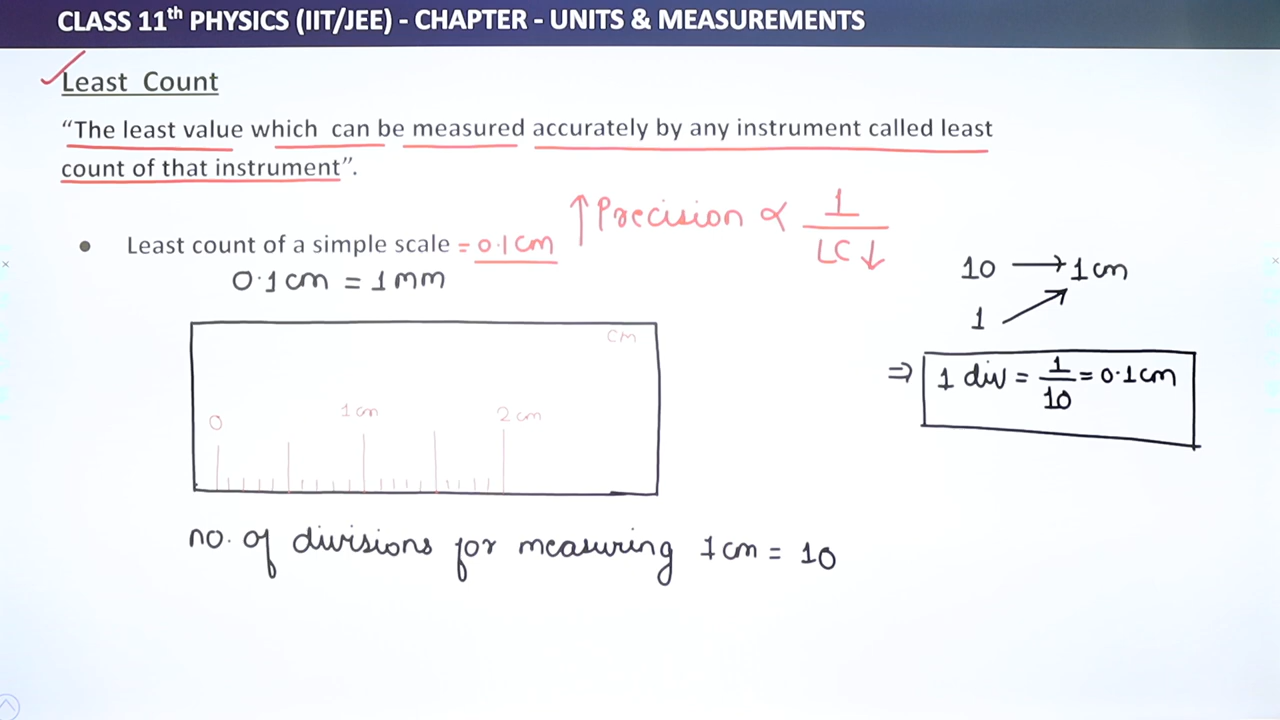 CLASS 11th PHYSICS (IIT/JEE) - CHAPTER - UNITS & MEASUREMENTS
Least Count
“The least value which can be measured accurately by any instrument called least
count of that instrument”.
↑ Precision ∝ 1/LC↓
• Least count of a simple scale = 0.1cm
0.1cm = 1mm
10 → 1cm
1
cm
⇒ 1 div = 1/10 = 0.1cm
0 1cm 2cm
no. of divisions for measuring 1cm = 10